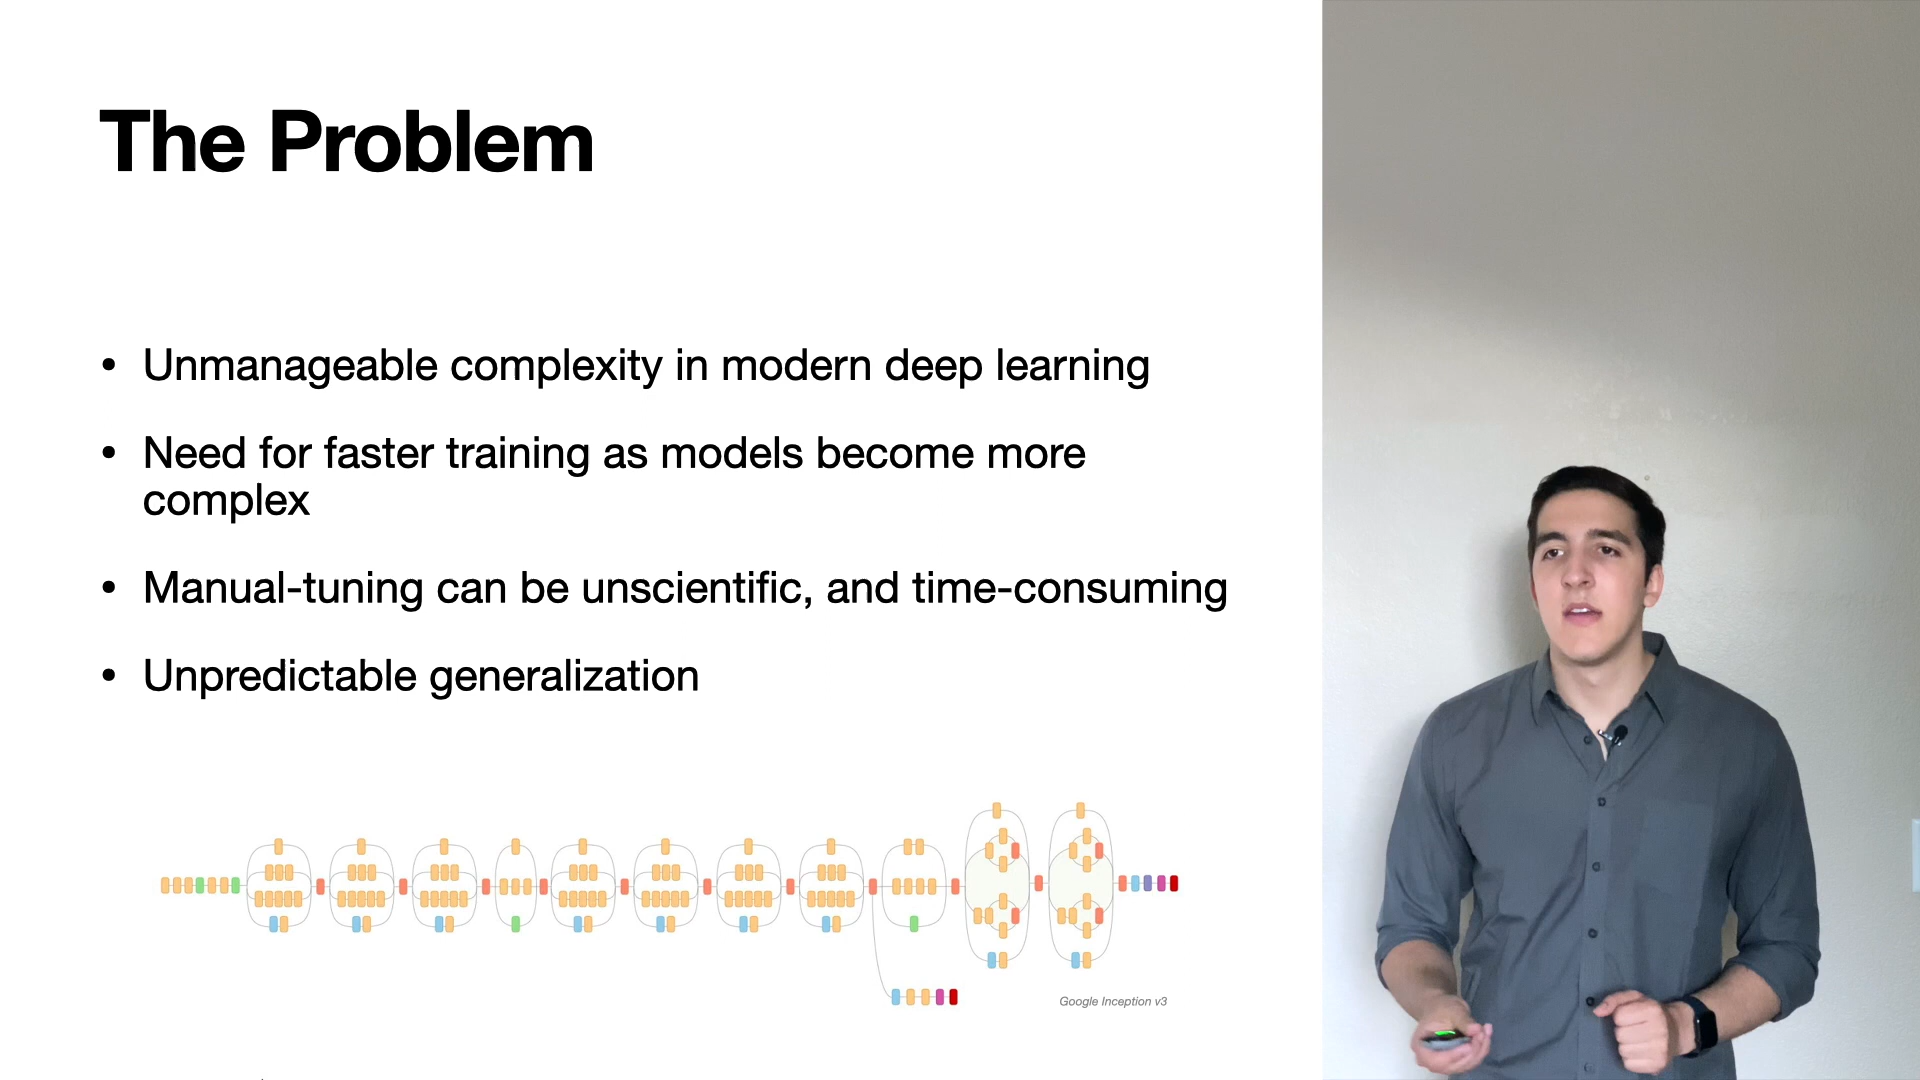 The Problem
• Unmanageable complexity in modern deep learning
• Need for faster training as models become more
complex
• Manual-tuning can be unscientific, and time-consuming
• Unpredictable generalization
Google Inception v3